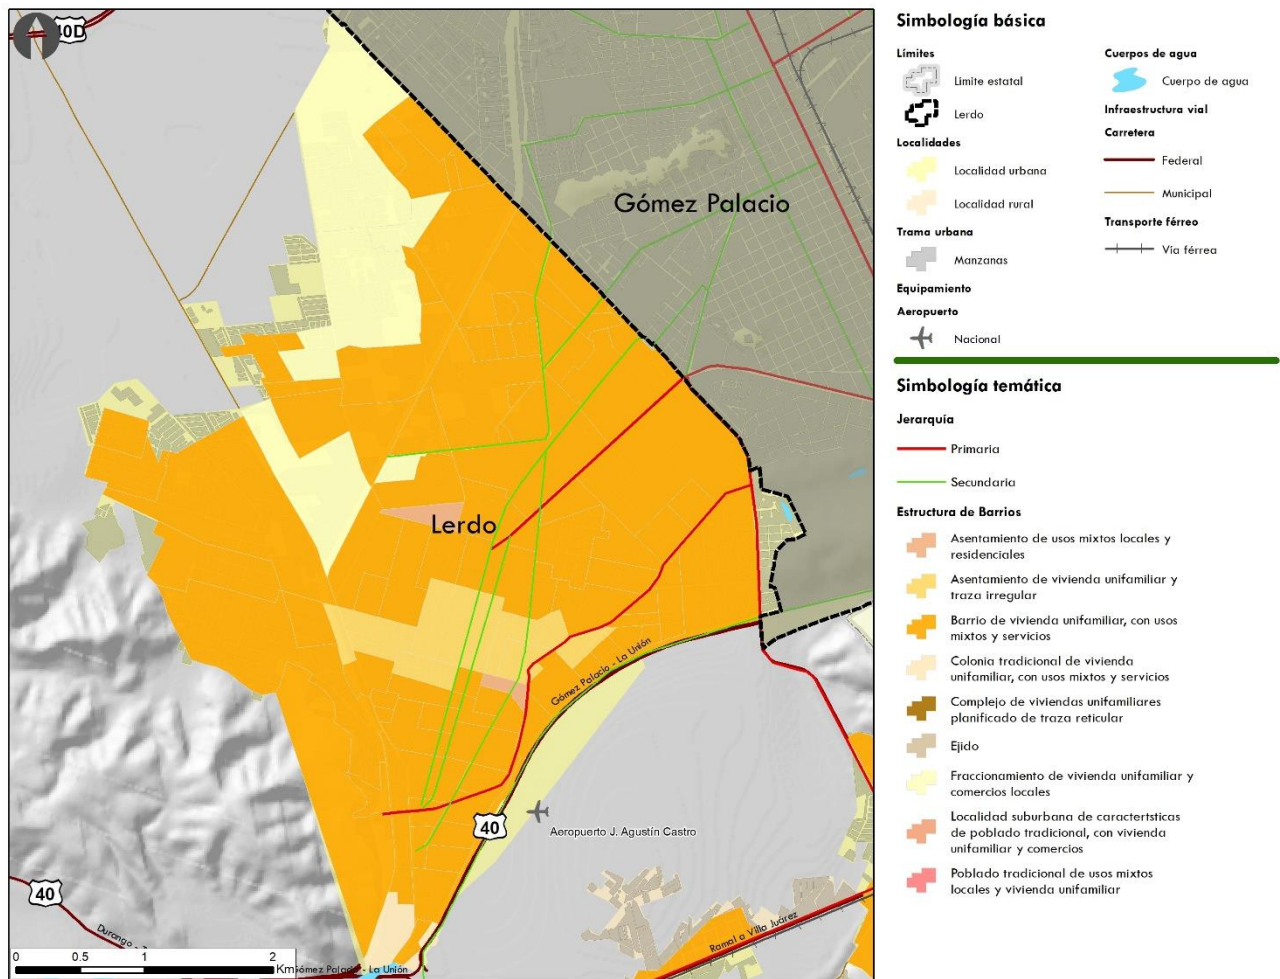 40D
Gómez Palacio
Lerdo
Gómez Palacio - La Unión
40
Aeropuerto J. Agustín Castro
40
Durango -
Ramal a Villa Juárez
0 0.5 1 2
Km
Gómez Palacio - La Unión
Simbología básica
Límites
Límite estatal
Lerdo
Localidades
Localidad urbana
Localidad rural
Trama urbana
Manzanas
Equipamiento
Aeropuerto
Nacional
Cuerpos de agua
Cuerpo de agua
Infraestructura vial
Carretera
Federal
Municipal
Transporte férreo
Vía férrea
Simbología temática
Jerarquía
Primaria
Secundaria
Estructura de Barrios
Asentamiento de usos mixtos locales y
residenciales
Asentamiento de vivienda unifamiliar y
traza irregular
Barrio de vivienda unifamiliar, con usos
mixtos y servicios
Colonia tradicional de vivienda
unifamiliar, con usos mixtos y servicios
Complejo de viviendas unifamiliares
planificado de traza reticular
Ejido
Fraccionamiento de vivienda unifamiliar y
comercios locales
Localidad suburbana de caractertsticas
de poblado tradicional, con vivienda
unifamiliar y comercios
Poblado tradicional de usos mixtos
locales y vivienda unifamiliar